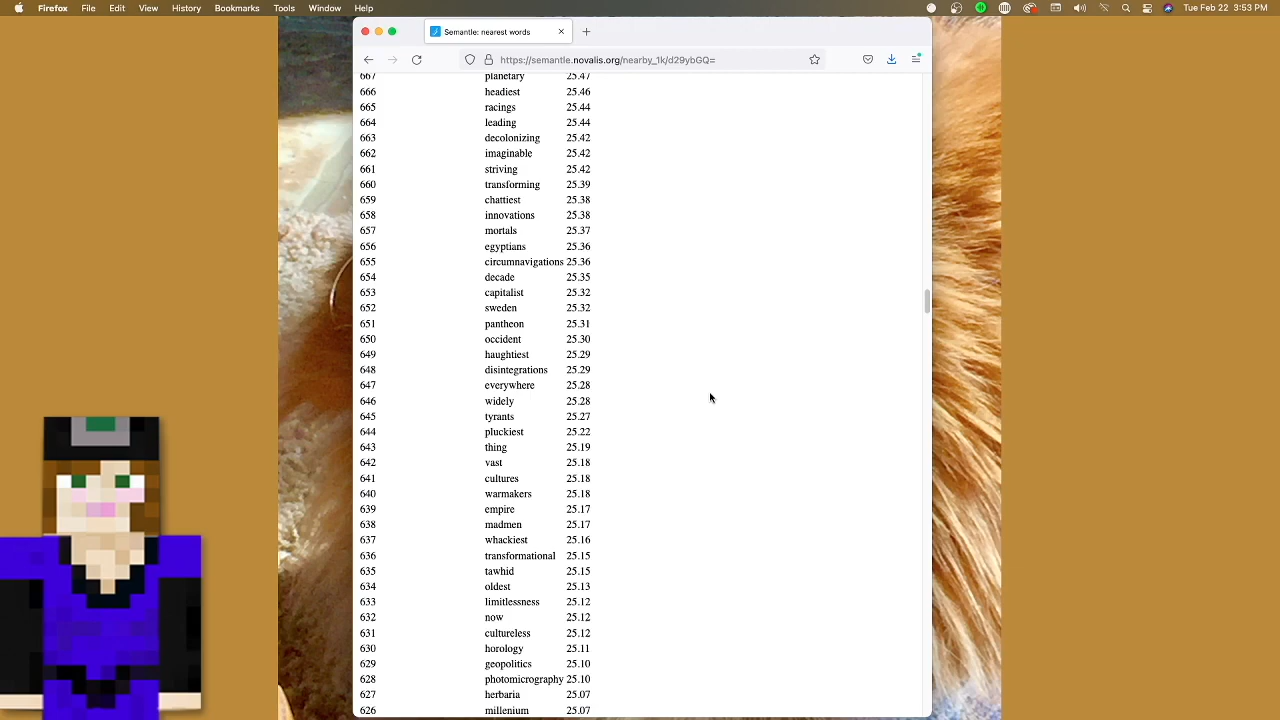 Firefox File Edit View History Bookmarks Tools Window Help Tue Feb 22 3:53 PM
Semantle: nearest words
https://semantle.novalis.org/nearby_1k/d29ybGQ=
667 planetary 25.47
666 headiest 25.46
665 racings 25.44
664 leading 25.44
663 decolonizing 25.42
662 imaginable 25.42
661 striving 25.42
660 transforming 25.39
659 chattiest 25.38
658 innovations 25.38
657 mortals 25.37
656 egyptians 25.36
655 circumnavigations 25.36
654 decade 25.35
653 capitalist 25.32
652 sweden 25.32
651 pantheon 25.31
650 occident 25.30
649 haughtiest 25.29
648 disintegrations 25.29
647 everywhere 25.28
646 widely 25.28
645 tyrants 25.27
644 pluckiest 25.22
643 thing 25.19
642 vast 25.18
641 cultures 25.18
640 warmakers 25.18
639 empire 25.17
638 madmen 25.17
637 whackiest 25.16
636 transformational 25.15
635 tawhid 25.15
634 oldest 25.13
633 limitlessness 25.12
632 now 25.12
631 cultureless 25.12
630 horology 25.11
629 geopolitics 25.10
628 photomicrography 25.10
627 herbaria 25.07
626 millenium 25.07